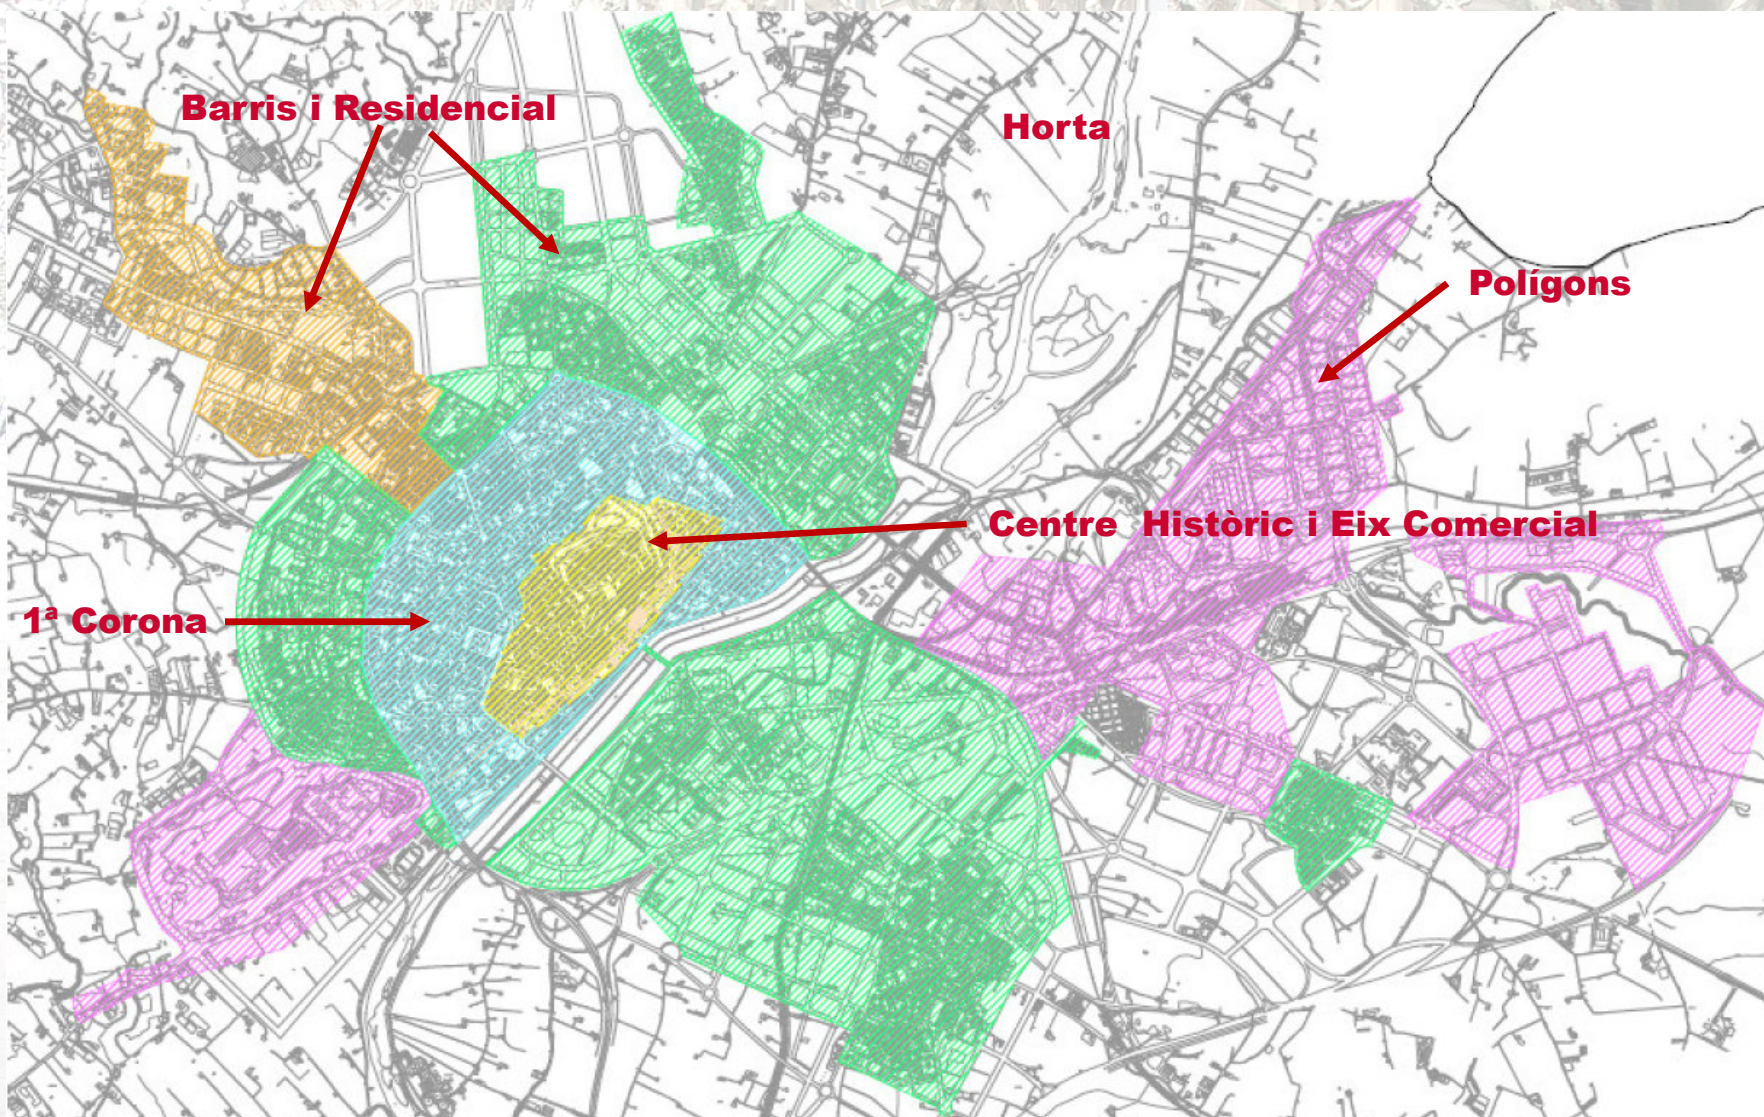 Barris i Residencial
Horta
Polígons
Centre Històric i Eix Comercial
1ª Corona